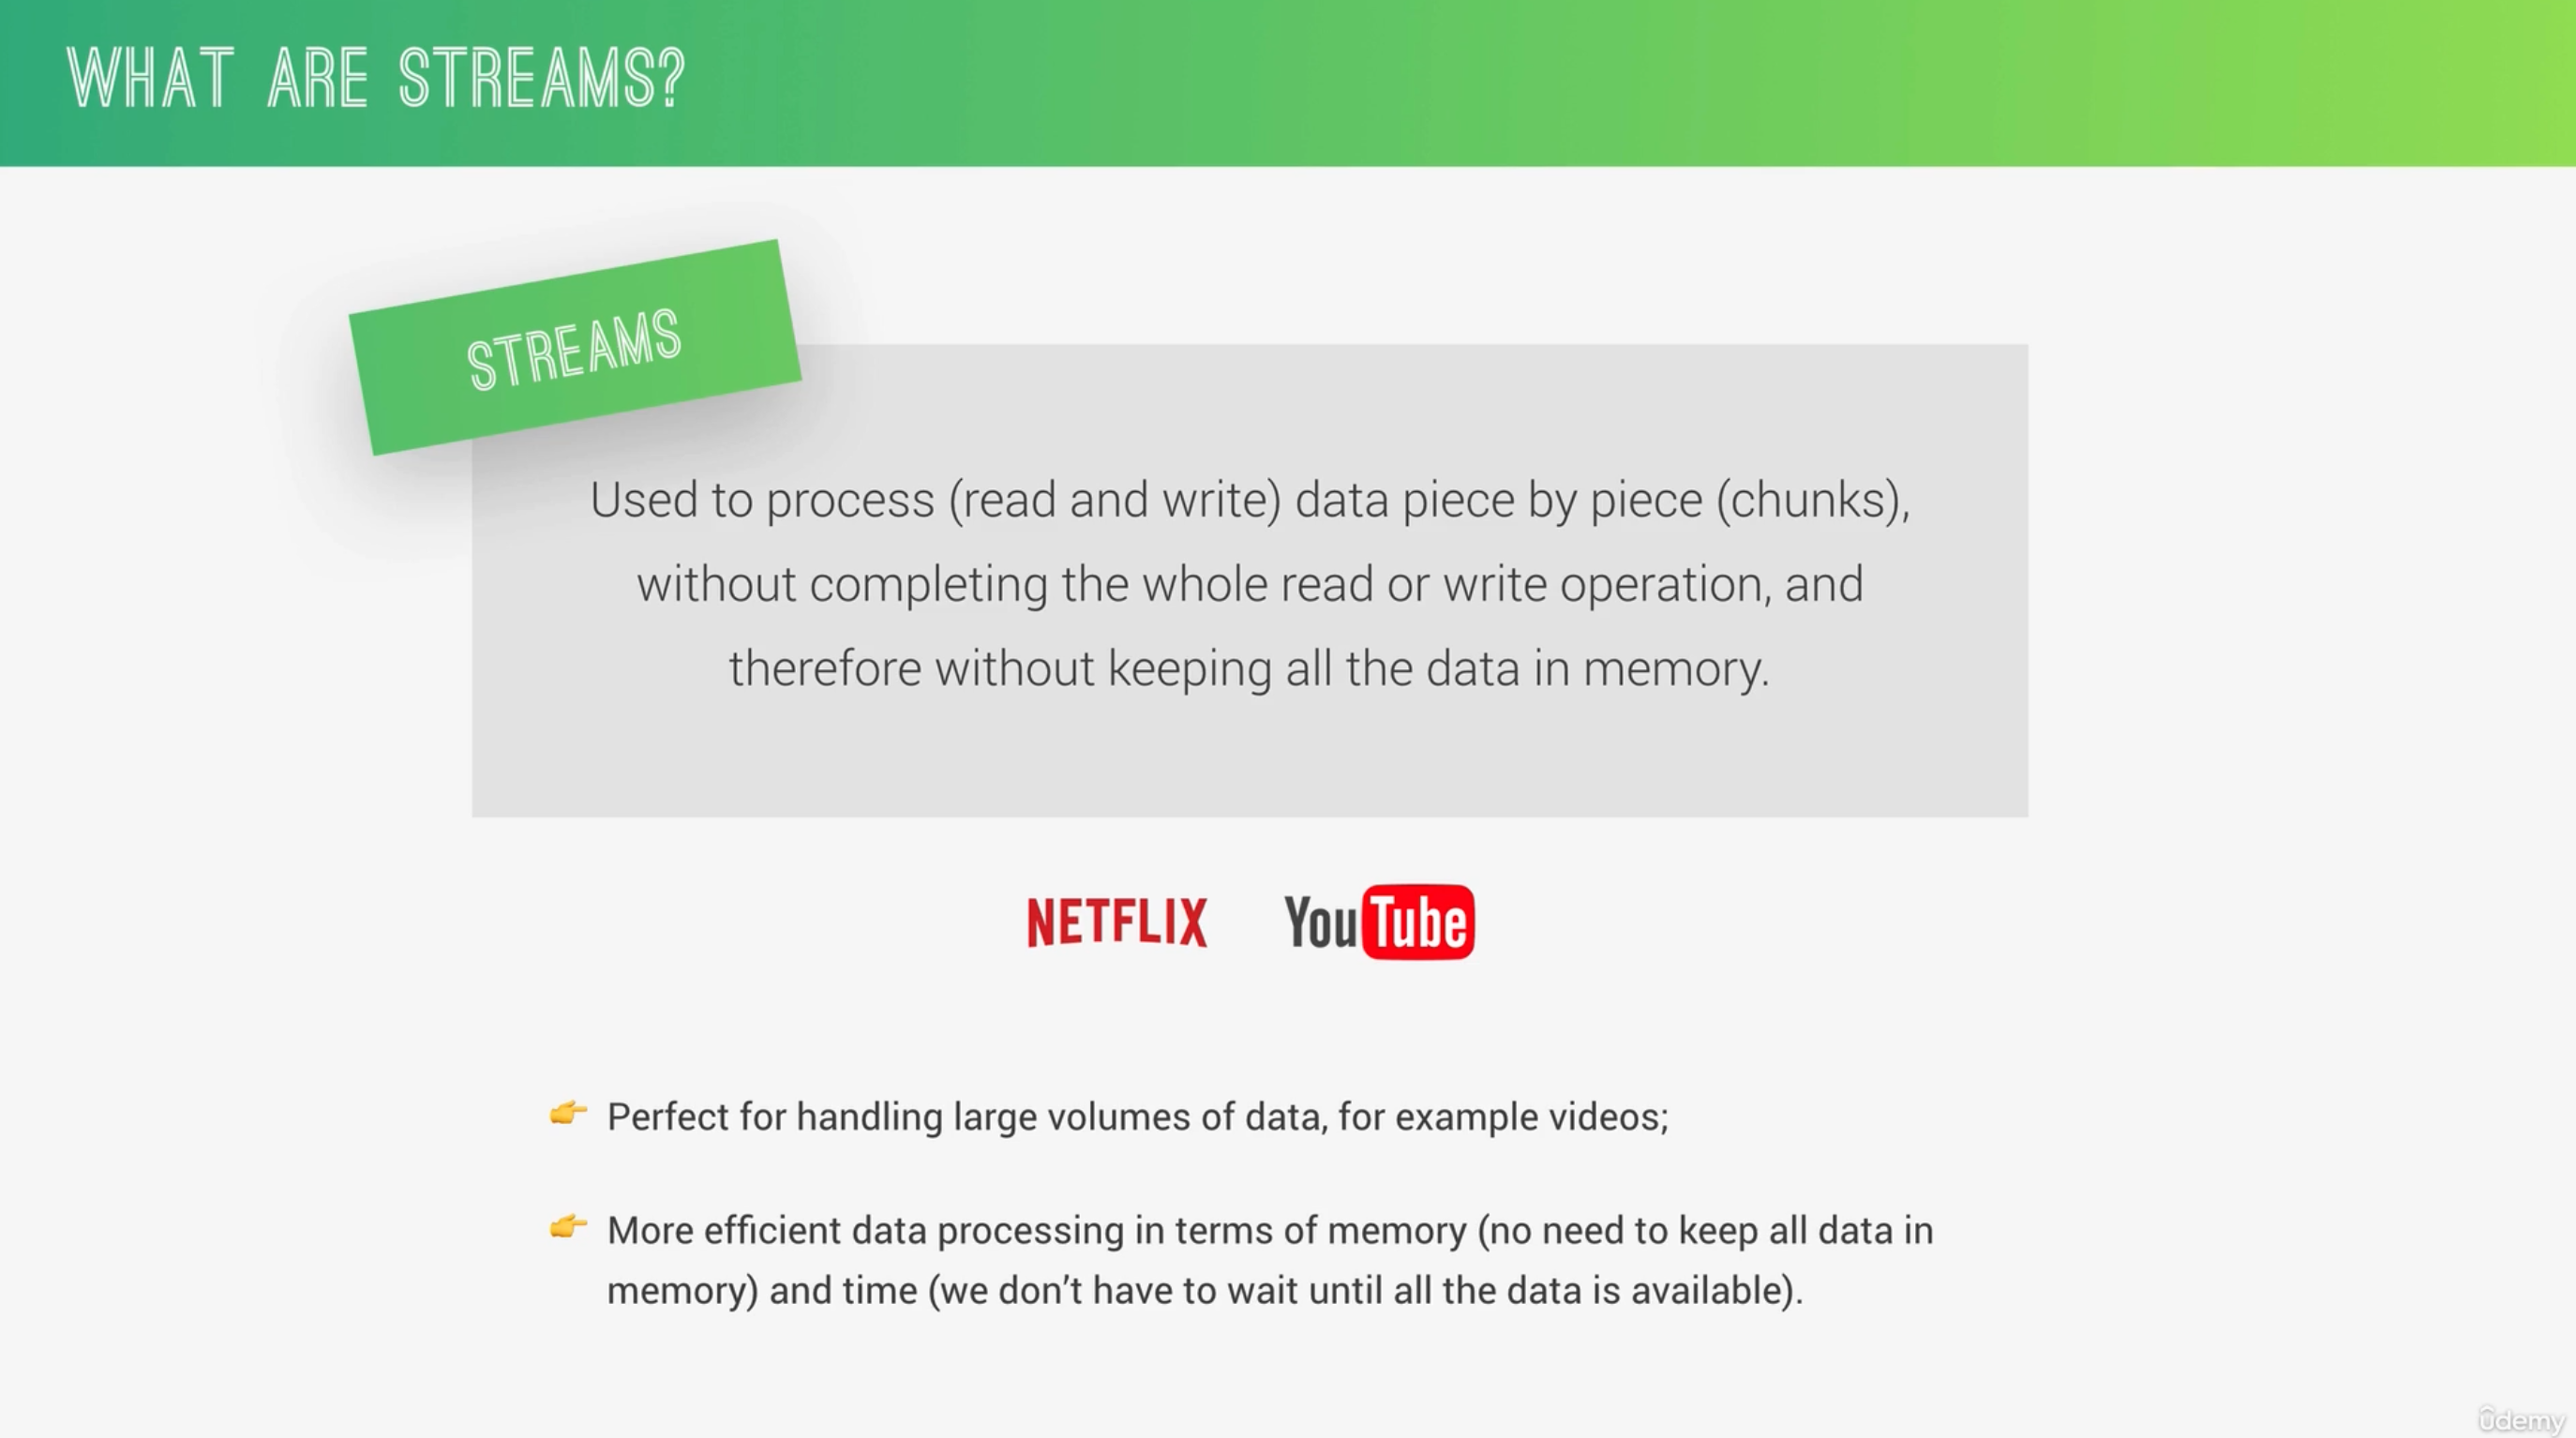 WHAT ARE STREAMS?
STREAMS
Used to process (read and write) data piece by piece (chunks),
without completing the whole read or write operation, and
therefore without keeping all the data in memory.
NETFLIX YouTube
Perfect for handling large volumes of data, for example videos;
More efficient data processing in terms of memory (no need to keep all data in
memory) and time (we don’t have to wait until all the data is available).
ûdemy